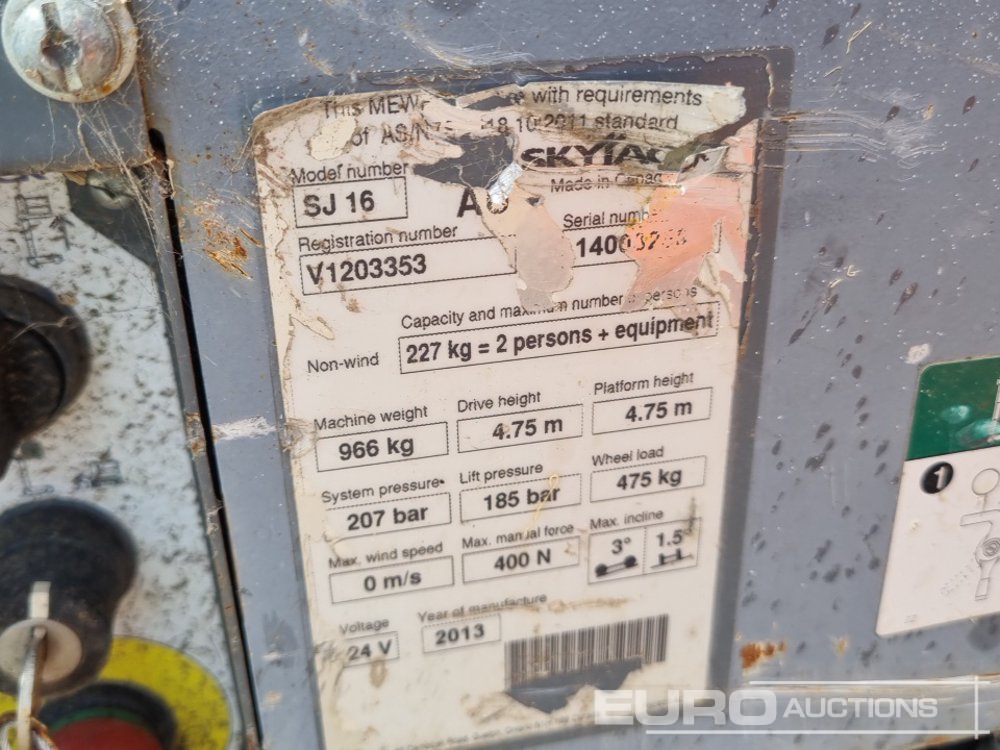 This with requirements
of 18.10.2011 standard
SKYJACK
Model number
Made in
SJ 16
Registration number
Serial
V1203353
Capacity and maximum number persons
Non-wind
227 kg = 2 persons + equipment
Machine weight Drive height Platform height
966 kg 4.75 m 4.75 m
System pressure Lift pressure Wheel load
207 bar 185 bar 475 kg
Max. wind speed Max. manual force Max. incline
0 m/s 400 N 3° 1.5°
Voltage Year of manufacture
24 V 2013
1
EURO AUCTIONS